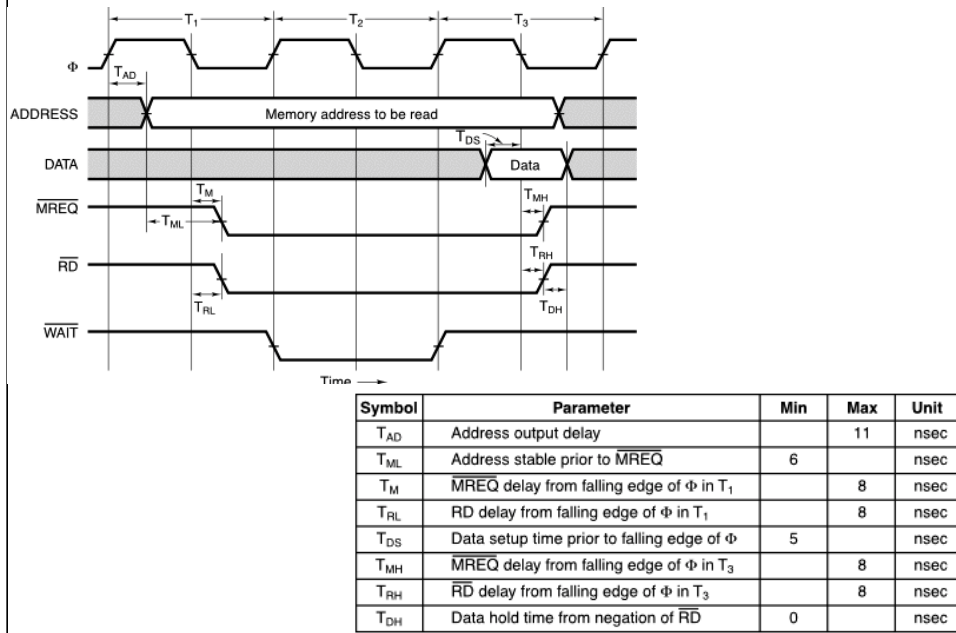 T1 T2 T3
Φ
TAD
ADDRESS Memory address to be read
TDS
DATA Data
TM TMH
MREQ
TML
TRH
RD
TRL TDH
WAIT
Time
Symbol Parameter Min Max Unit
TAD Address output delay 11 nsec
TML Address stable prior to MREQ 6 nsec
TM MREQ delay from falling edge of Φ in T1 8 nsec
TRL RD delay from falling edge of Φ in T1 8 nsec
TDS Data setup time prior to falling edge of Φ 5 nsec
TMH MREQ delay from falling edge of Φ in T3 8 nsec
TRH RD delay from falling edge of Φ in T3 8 nsec
TDH Data hold time from negation of RD 0 nsec